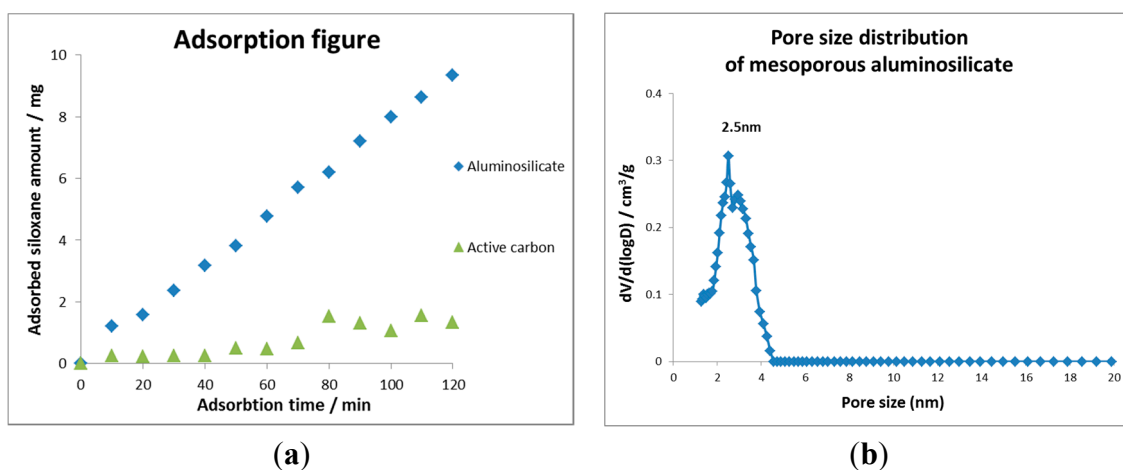 Adsorption figure
10
8
6
4
2
0
Adsorbed siloxane amount / mg
0 20 40 60 80 100 120
Adsorbtion time / min
Aluminosilicate
Active carbon
(a)
Pore size distribution
of mesoporous aluminosilicate
0.4
0.3
0.2
0.1
0
dV/d(logD) / cm³/g
2.5nm
0 2 4 6 8 10 12 14 16 18 20
Pore size (nm)
(b)